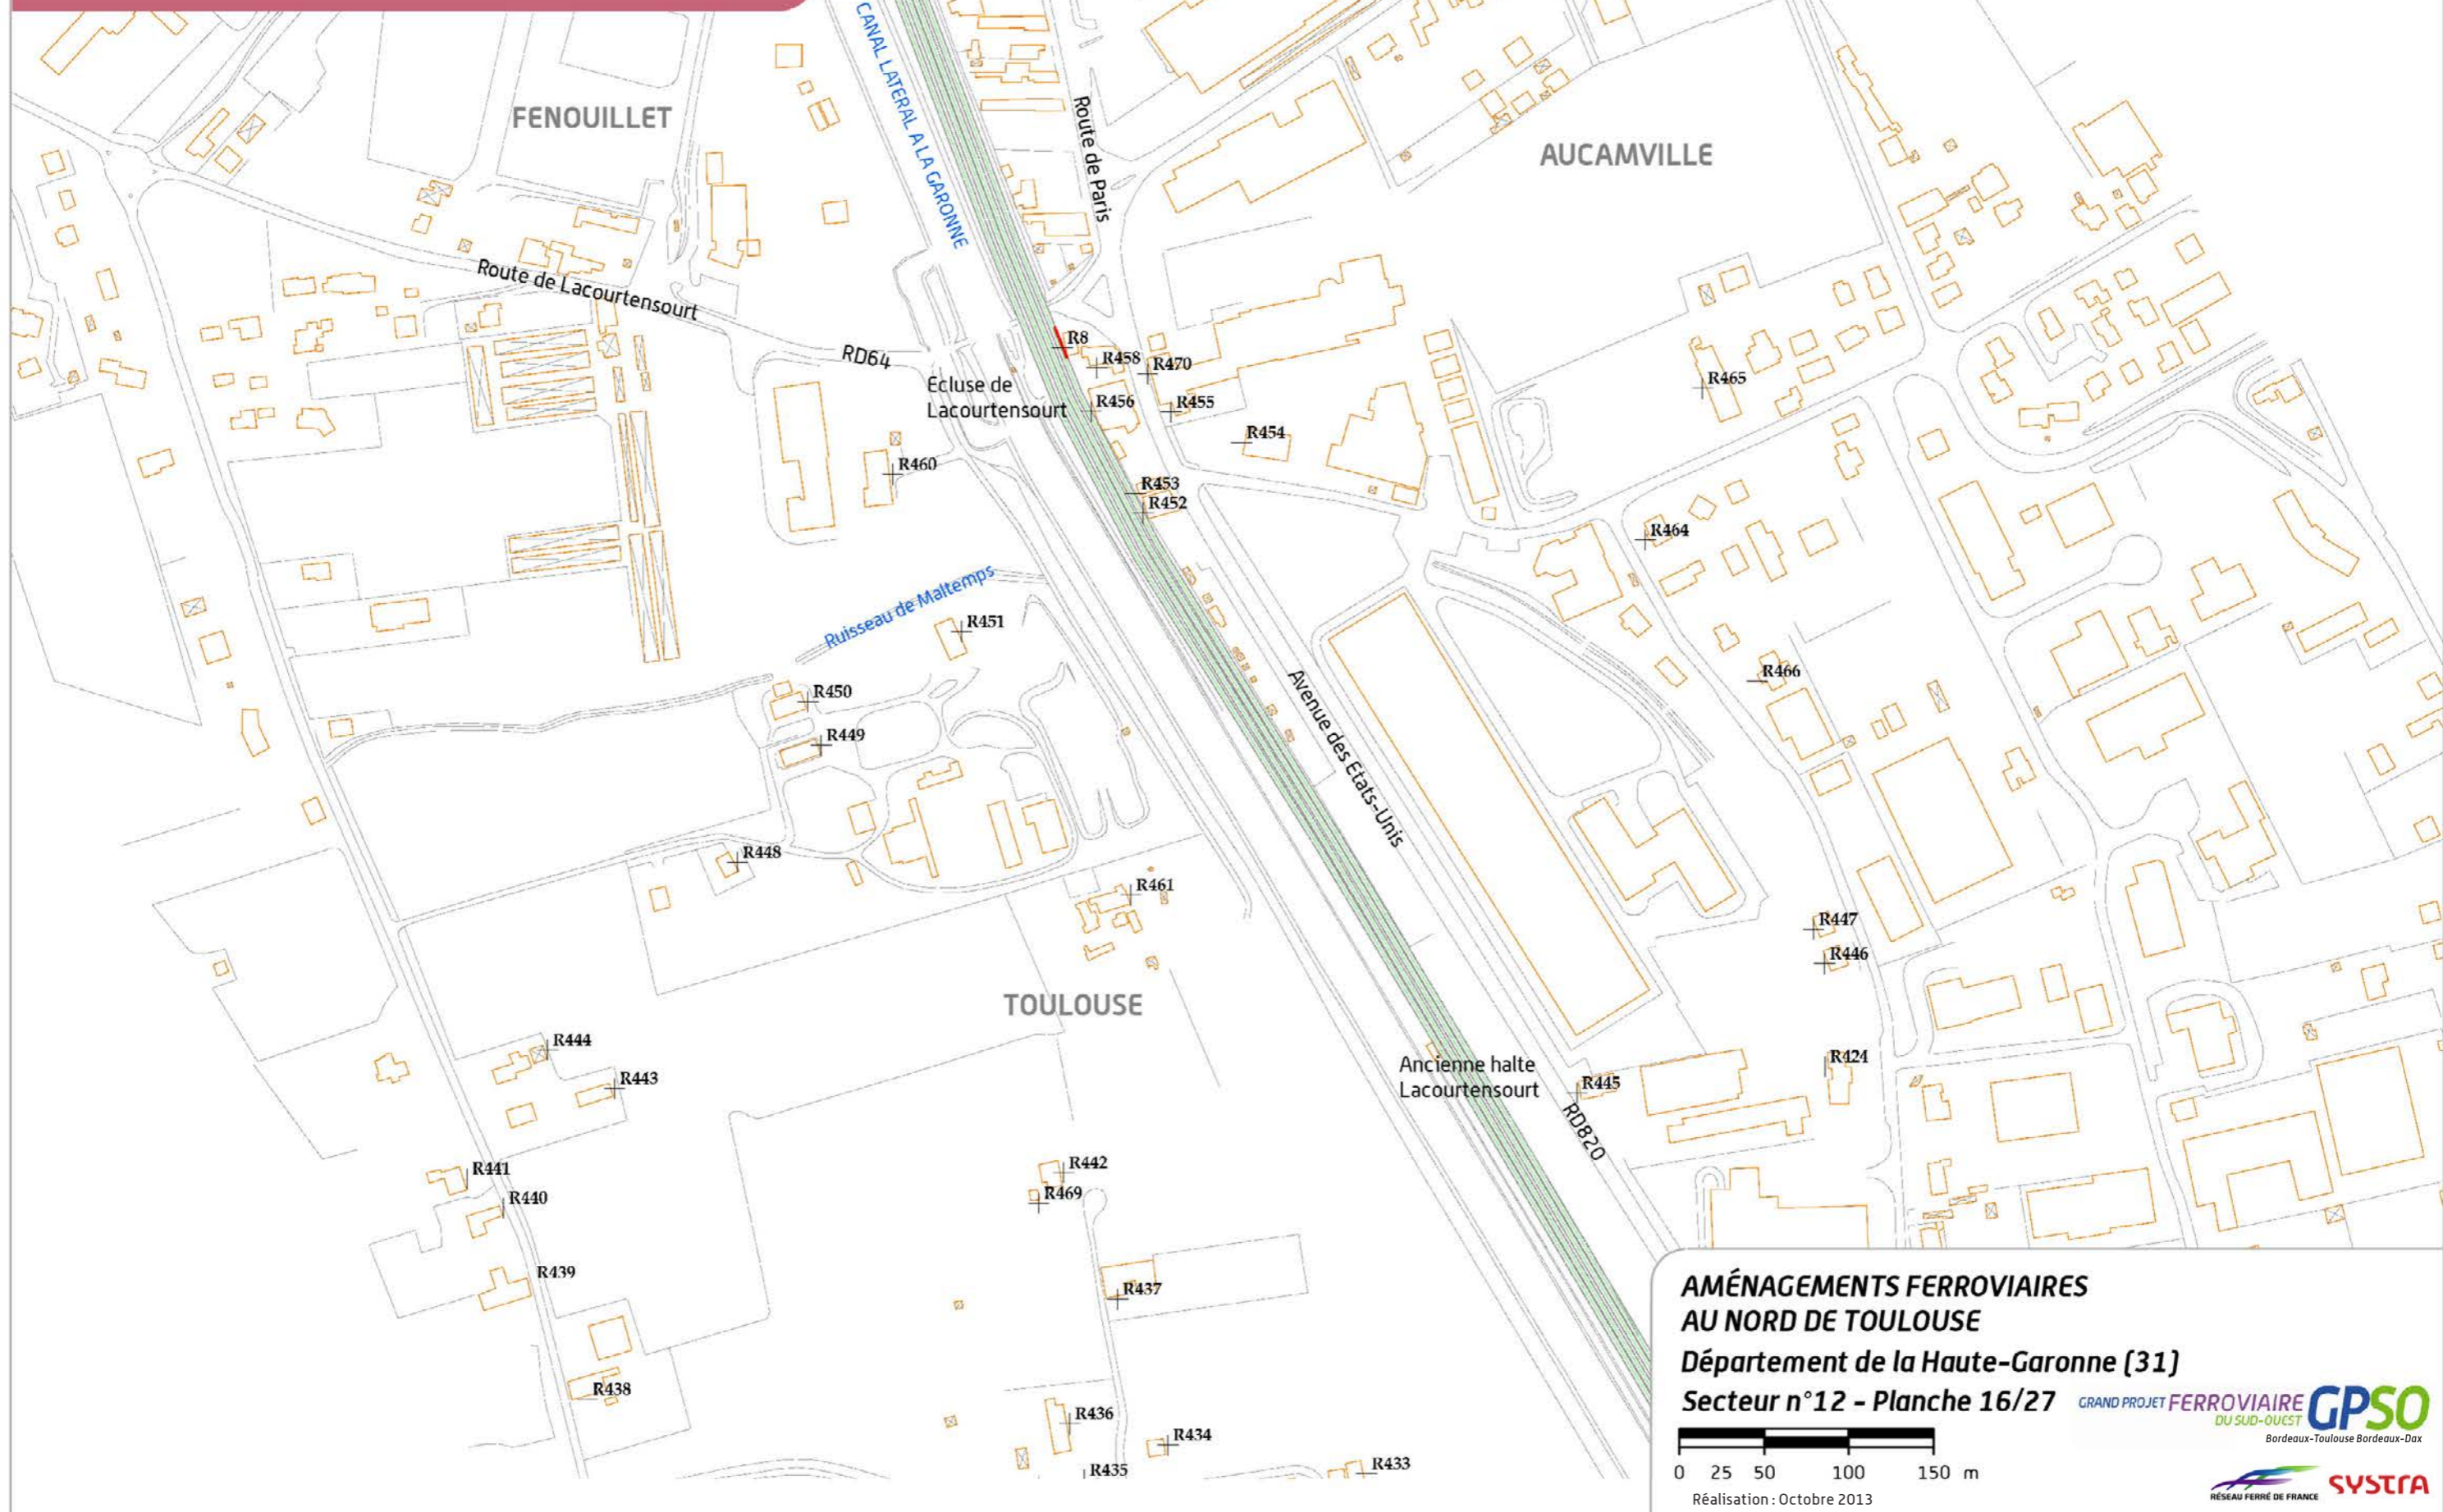 CANAL LATERAL A LA GARONNE
Route de Paris
FENOUILLET
AUCAMVILLE
Route de Lacourtensourt
RD64
R8
R458
R470
Ecluse de
Lacourtensourt
R456
R455
R465
R454
R460
R453
R452
R464
Ruisseau de Maltemps
R451
R466
R450
Avenue des Etats-Unis
R449
R448
R461
R447
R446
TOULOUSE
R444
R424
Ancienne halte
Lacourtensourt
R443
R445
RD820
R442
R441
R469
R440
R439
R437
R438
R436
R434
R435
R433
AMÉNAGEMENTS FERROVIAIRES
AU NORD DE TOULOUSE
Département de la Haute-Garonne (31)
Secteur n°12 - Planche 16/27
GRAND PROJET FERROVIAIRE
DU SUD-OUEST
GPSO
Bordeaux-Toulouse Bordeaux-Dax
0 25 50 100 150 m
Réalisation : Octobre 2013
RÉSEAU FERRÉ DE FRANCE
SYSTRA